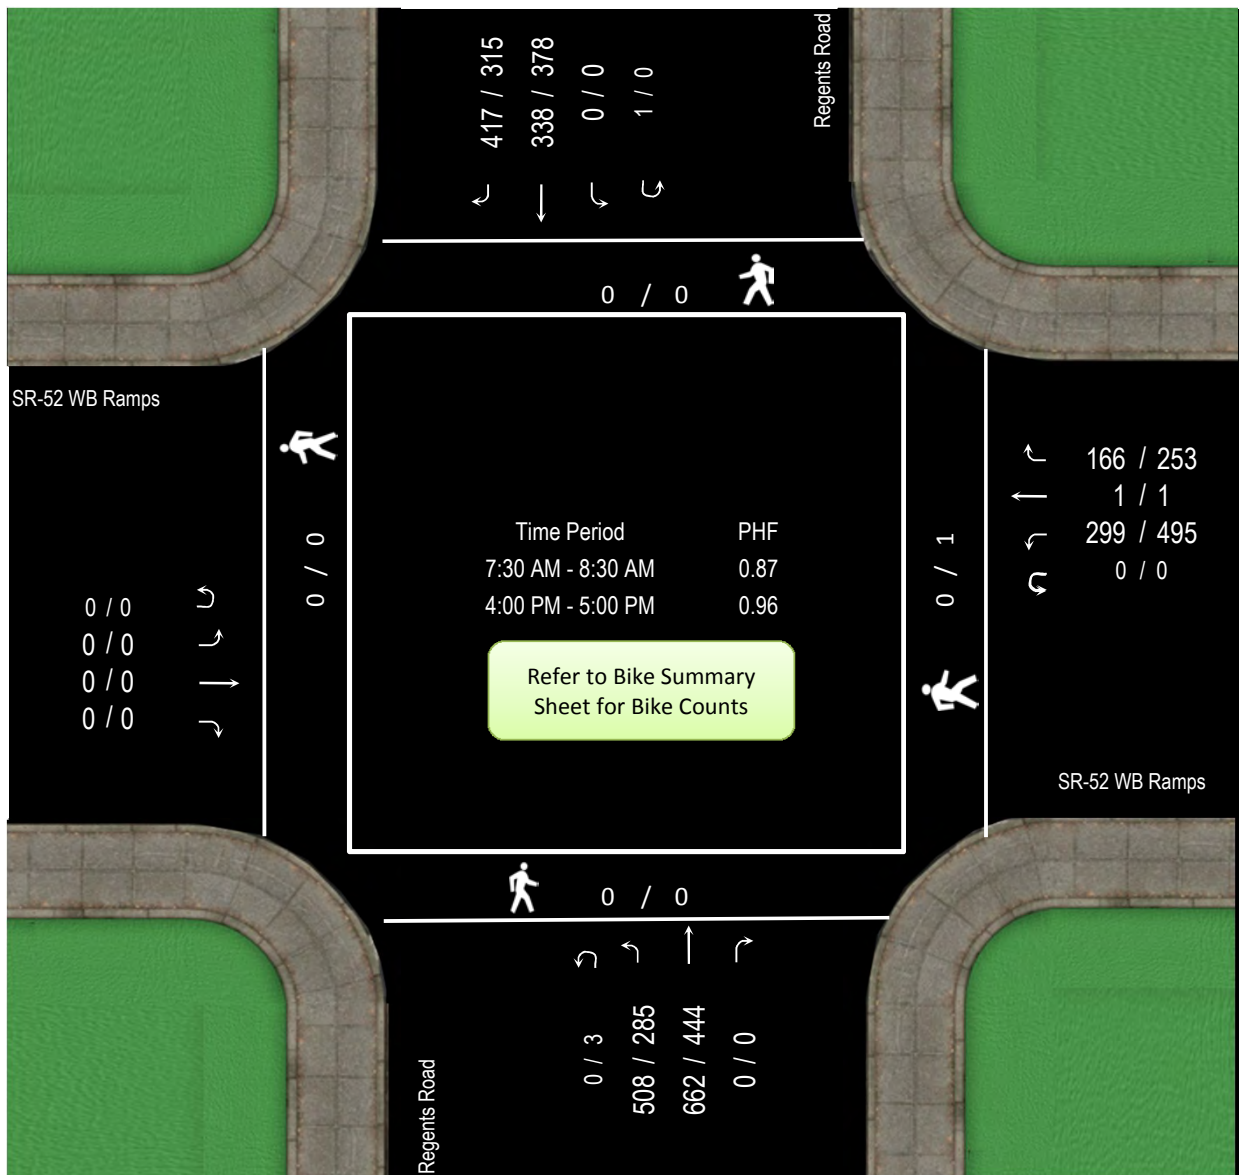 417 / 315
338 / 378
0 / 0
1 / 0
Regents Road
0 / 0
SR-52 WB Ramps
166 / 253
1 / 1
299 / 495
0 / 0
0 / 0
0 / 1
Time Period PHF
7:30 AM - 8:30 AM 0.87
4:00 PM - 5:00 PM 0.96
0 / 0
0 / 0
0 / 0
0 / 0
Refer to Bike Summary
Sheet for Bike Counts
SR-52 WB Ramps
0 / 0
0 / 3
508 / 285
662 / 444
0 / 0
Regents Road